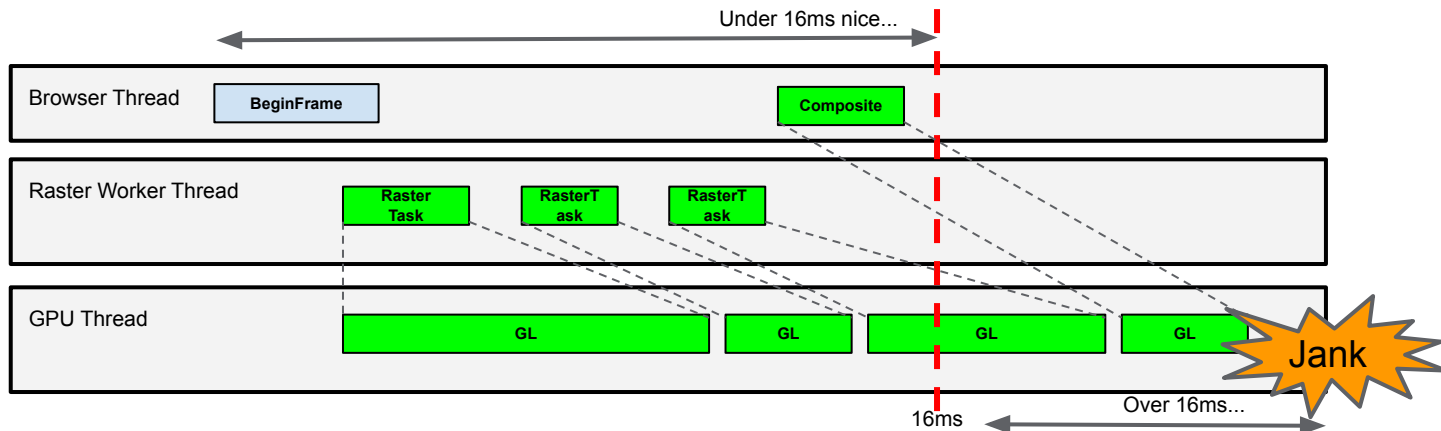 Under 16ms nice...
Browser Thread
BeginFrame
Composite
Raster Worker Thread
Raster
Task
RasterT
ask
RasterT
ask
GPU Thread
GL
GL
GL
GL
Jank
16ms
Over 16ms...